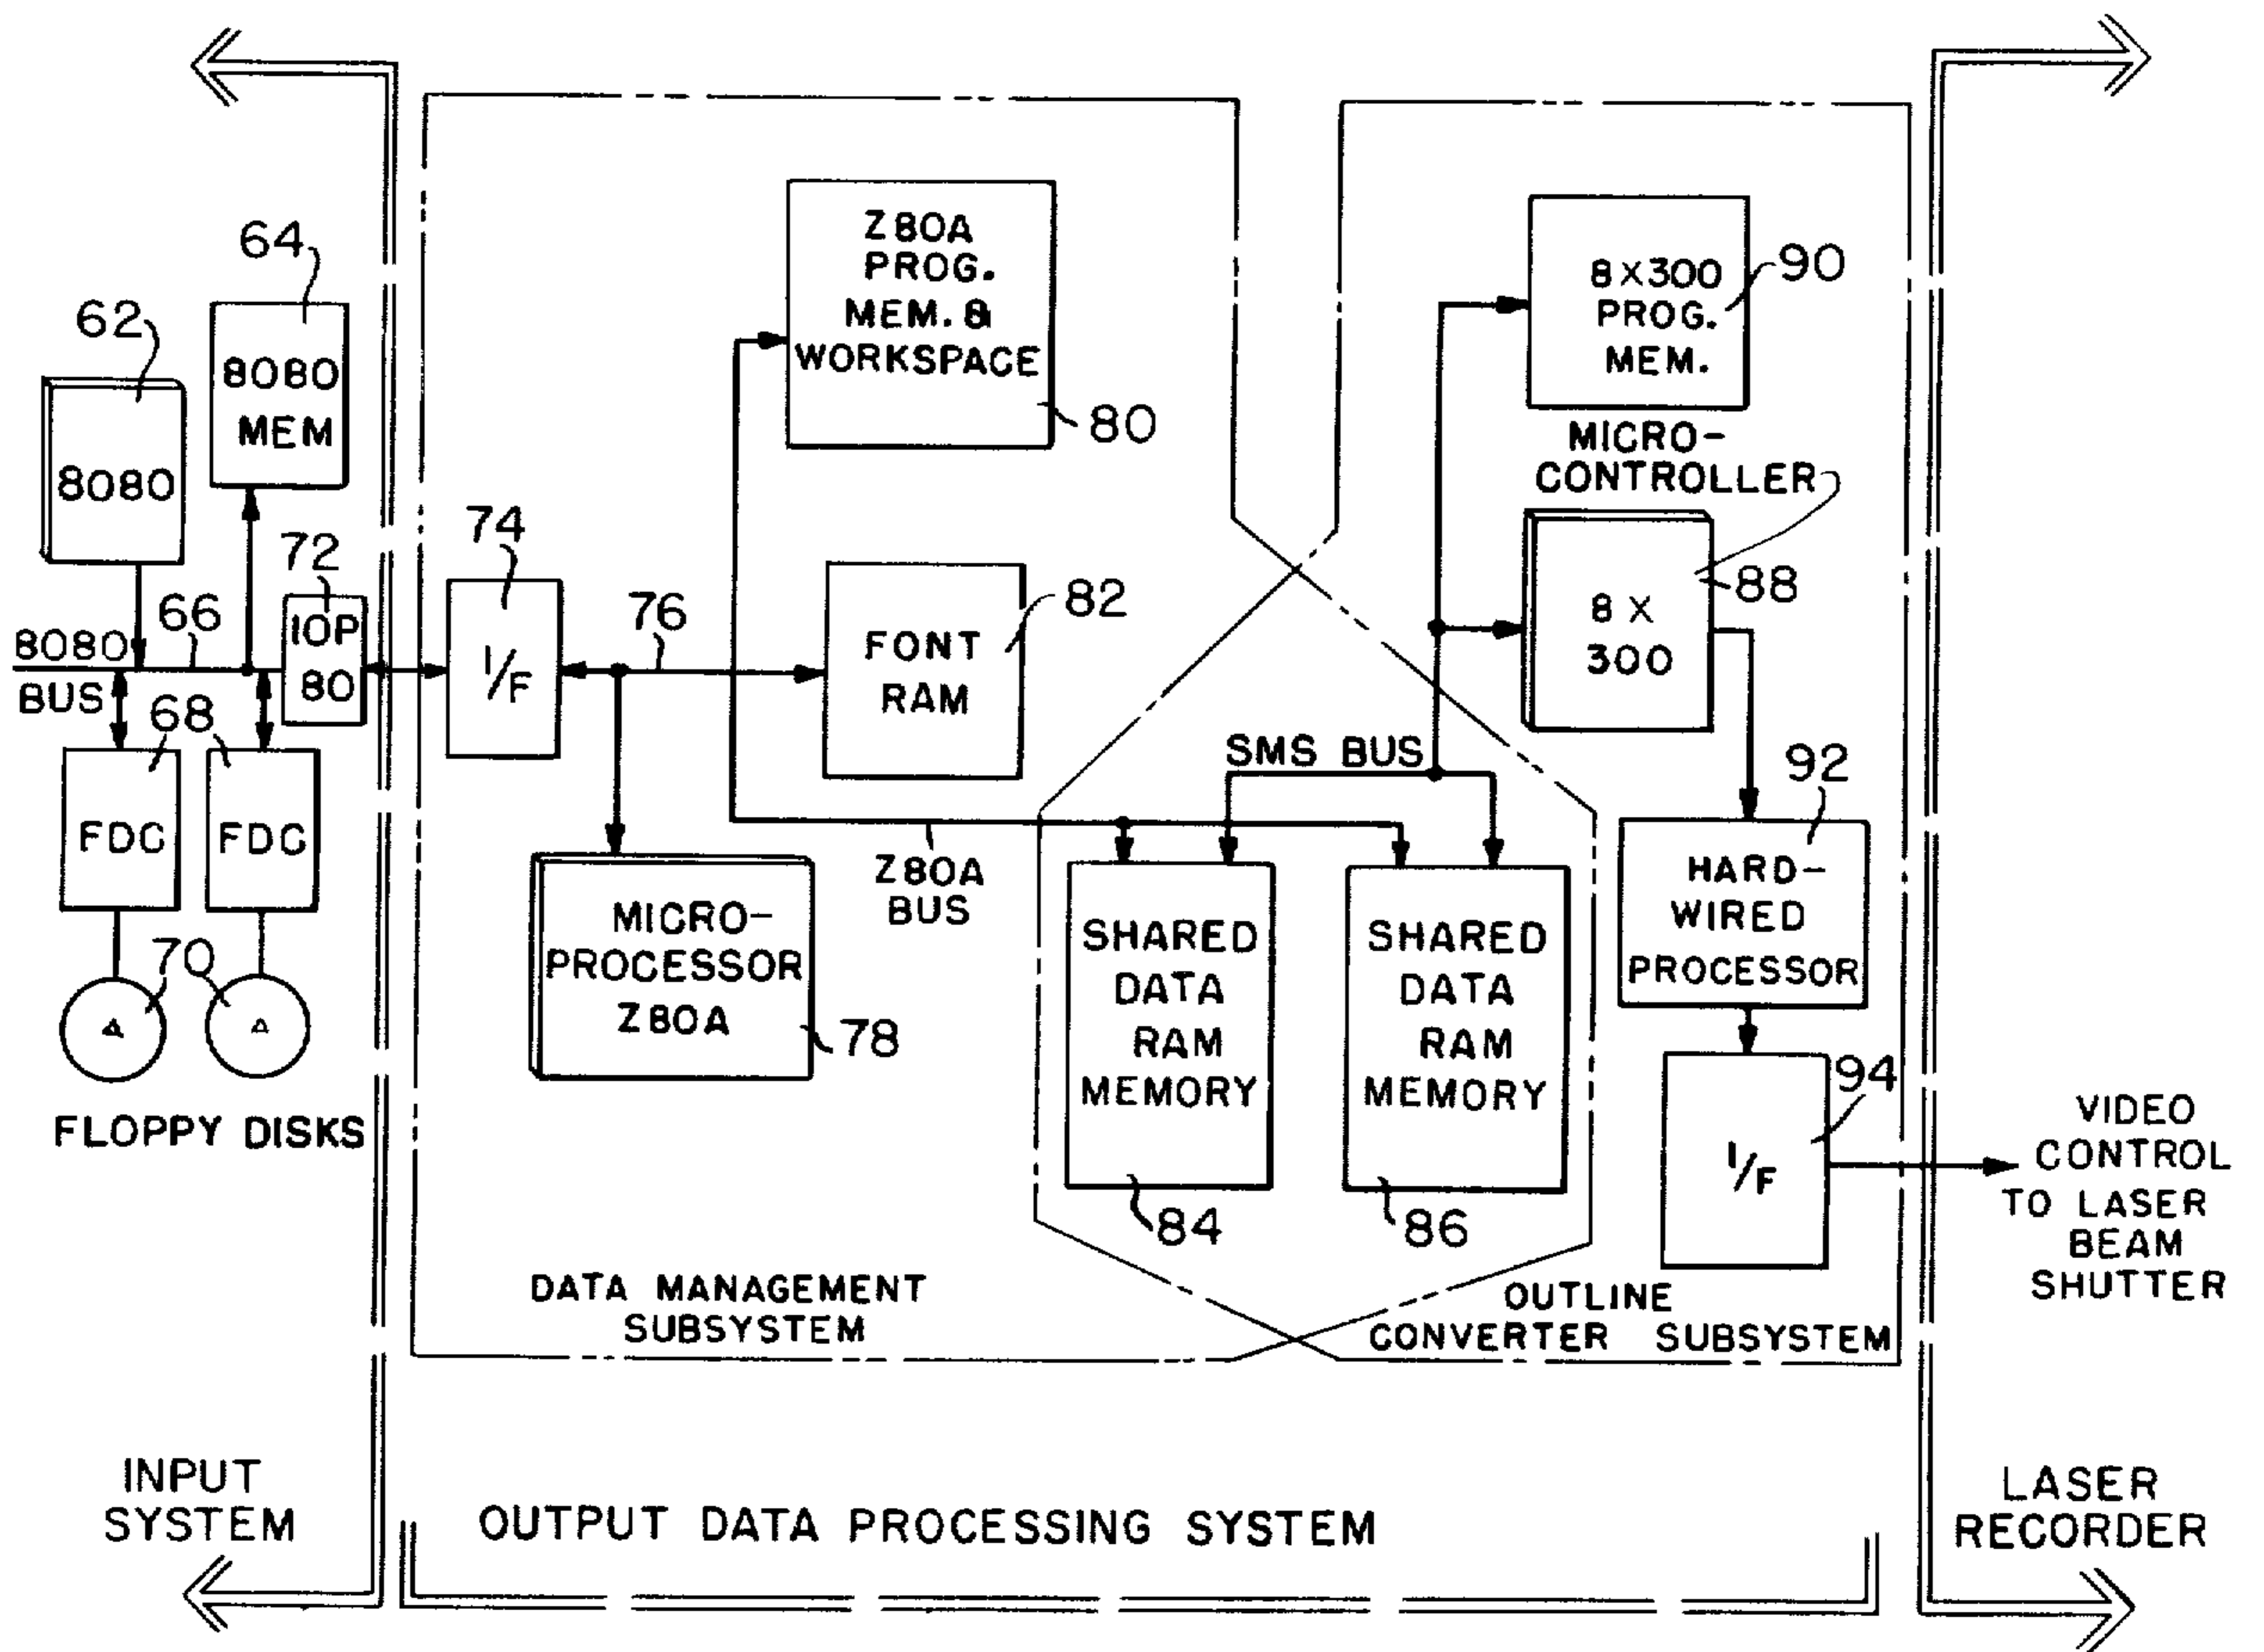 64
62
8080
MEM
8080
72
66
8080
BUS
IOP
80
68
FDC
FDC
70
FLOPPY DISKS
INPUT
SYSTEM
74
I/F
76
Z80A
PROG.
MEM. &
WORKSPACE
80
FONT
RAM
82
MICRO-
PROCESSOR
Z80A
78
Z80A
BUS
SMS BUS
SHARED
DATA
RAM
MEMORY
84
SHARED
DATA
RAM
MEMORY
86
DATA MANAGEMENT
SUBSYSTEM
8X300
PROG.
MEM.
90
MICRO-
CONTROLLER
8 X
300
88
92
HARD-
WIRED
PROCESSOR
94
I/F
OUTLINE
CONVERTER SUBSYSTEM
OUTPUT DATA PROCESSING SYSTEM
VIDEO
CONTROL
TO LASER
BEAM
SHUTTER
LASER
RECORDER